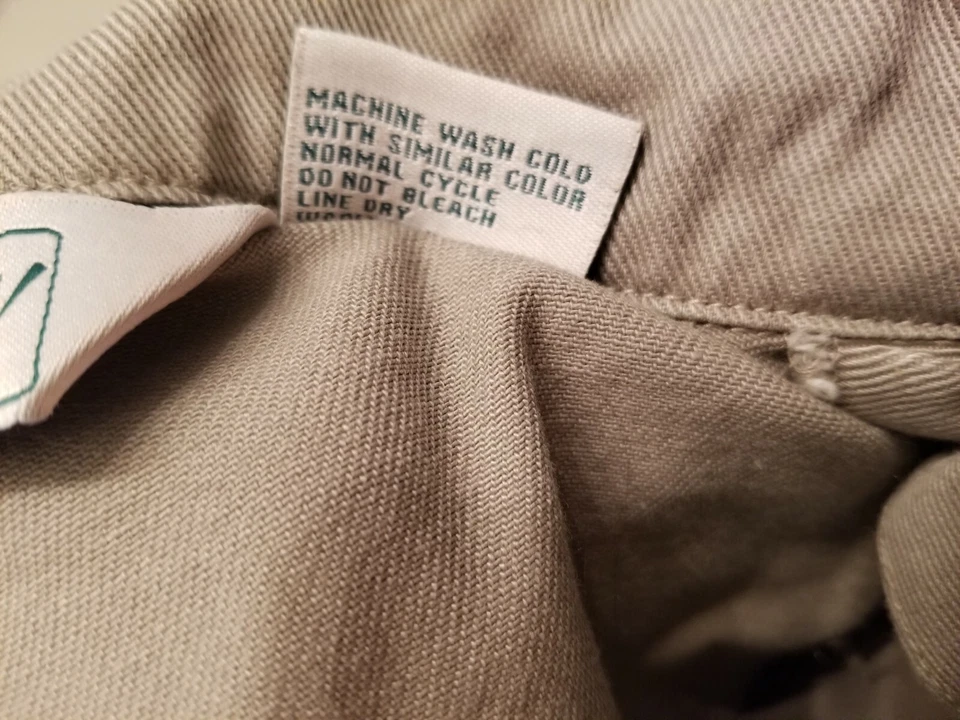 MACHINE WASH COLD
WITH SIMILAR COLOR
NORMAL CYCLE
DO NOT BLEACH
LINE DRY